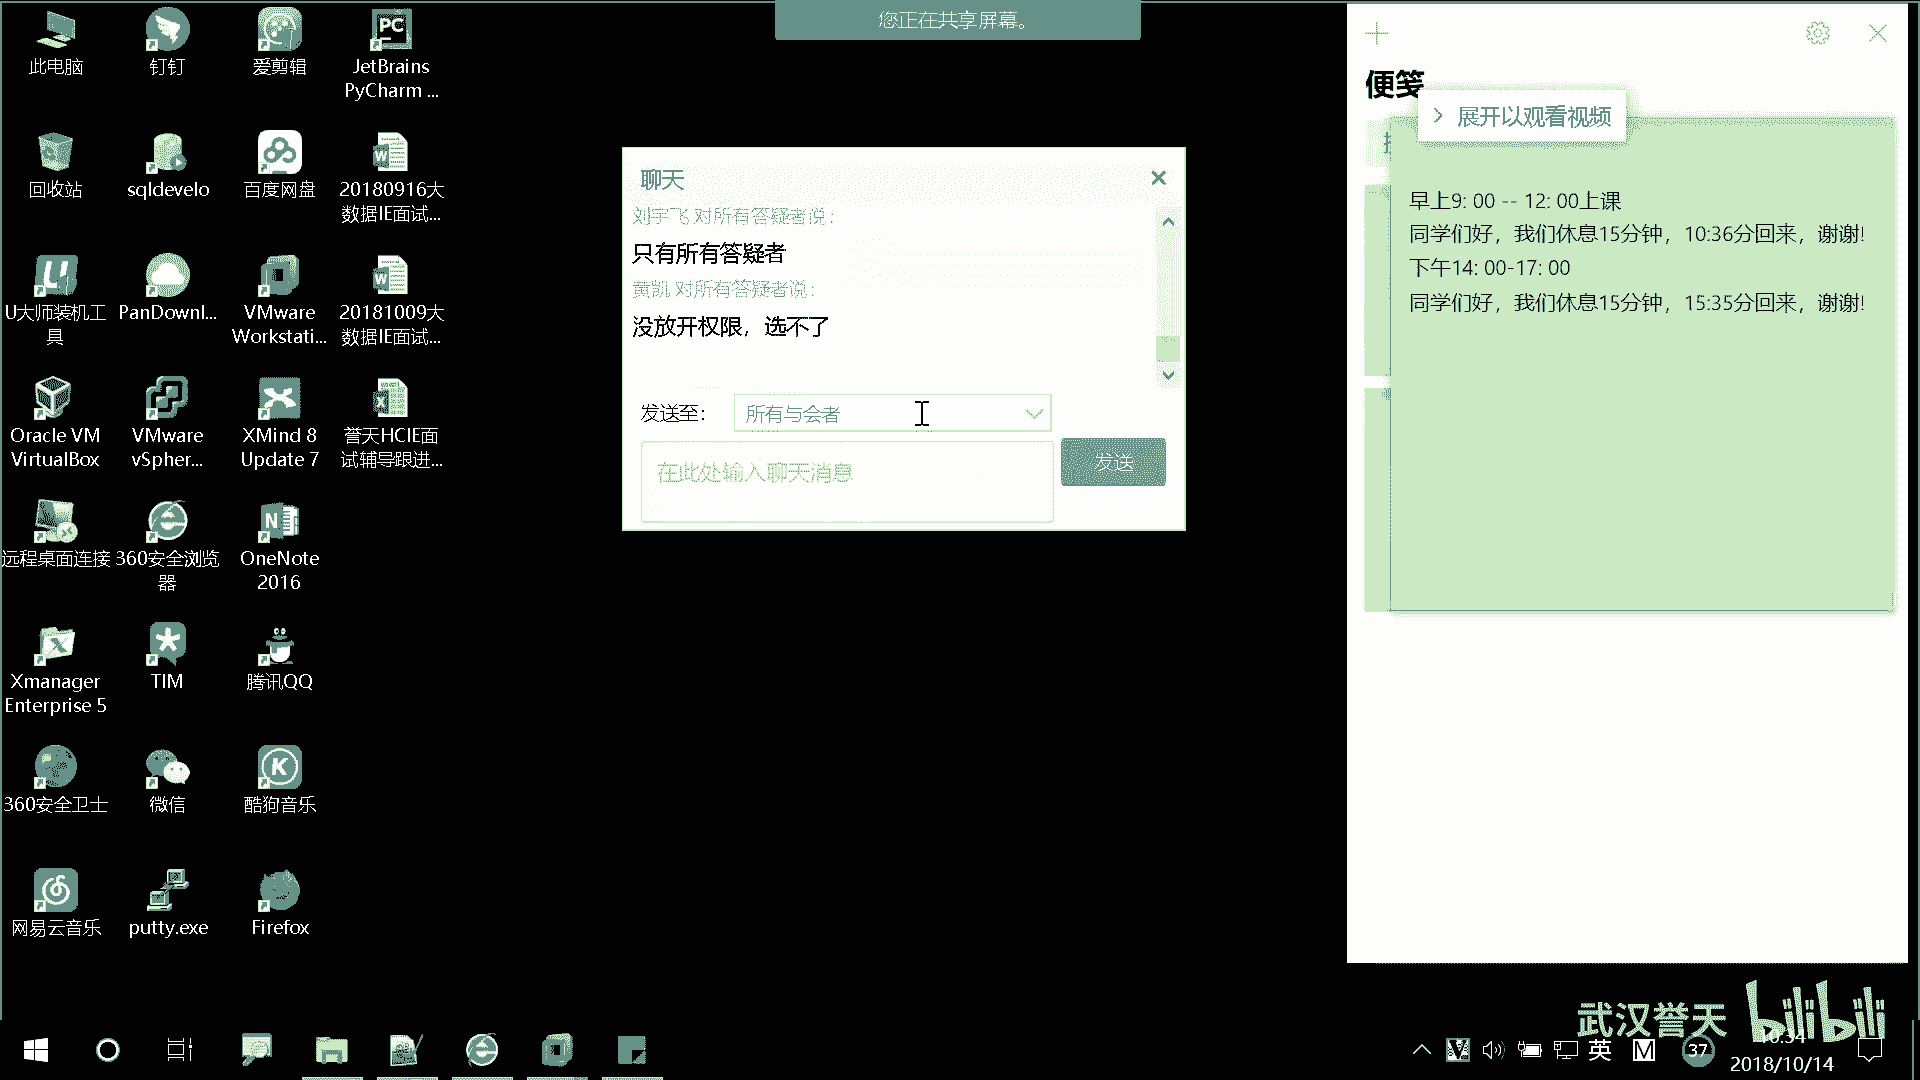 您正在共享屏幕。
此电脑
钉钉
爱剪辑
JetBrains
PyCharm ...
回收站
sqldevelo
百度网盘
20180916大
数据IE面试...
U大师装机工
具
PanDownl...
VMware
Workstati...
20181009大
数据IE面试...
Oracle VM
VirtualBox
VMware
vSpher...
XMind 8
Update 7
誉天HCIE面
试辅导跟进...
远程桌面连接
360安全浏览
器
OneNote
2016
Xmanager
Enterprise 5
TIM
腾讯QQ
360安全卫士
微信
酷狗音乐
网易云音乐
putty.exe
Firefox
聊天
刘宇飞 对所有答疑者说：
只有所有答疑者
黄凯 对所有答疑者说：
没放开权限，选不了
发送至：
所有与会者
在此处输入聊天消息
发送
便笺
展开以观看视频
早上9: 00 -- 12: 00上课
同学们好，我们休息15分钟，10:36分回来，谢谢!
下午14: 00-17: 00
同学们好，我们休息15分钟，15:35分回来，谢谢!
武汉誉天
bilibili
英
M
37
10:34
2018/10/14